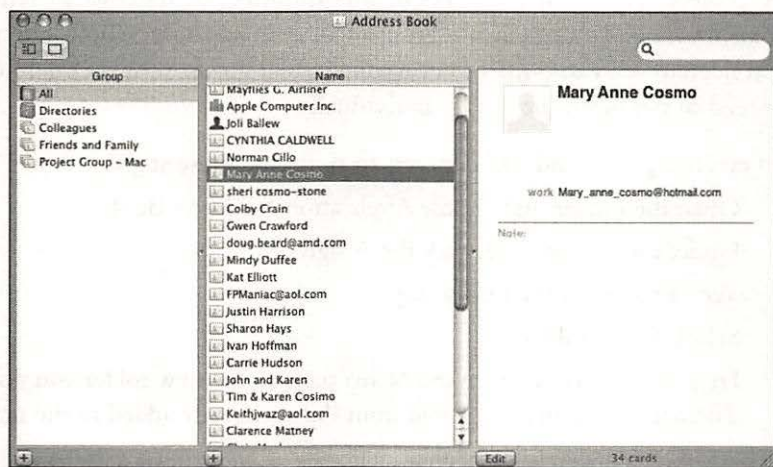 Address Book
Group
All
Directories
Colleagues
Friends and Family
Project Group - Mac
Name
Mayflies G. Airliner
Apple Computer Inc.
Joli Ballew
CYNTHIA CALDWELL
Norman Cillo
Mary Anne Cosmo
sheri cosmo-stone
Colby Crain
Gwen Crawford
doug.beard@amd.com
Mindy Duffee
Kat Elliott
FPManiac@aol.com
Justin Harrison
Sharon Hays
Ivan Hoffman
Carrie Hudson
John and Karen
Tim & Karen Cosimo
Keithjwaz@aol.com
Clarence Matney
Mary Anne Cosmo
work Mary_anne_cosmo@hotmail.com
Note:
Edit
34 cards